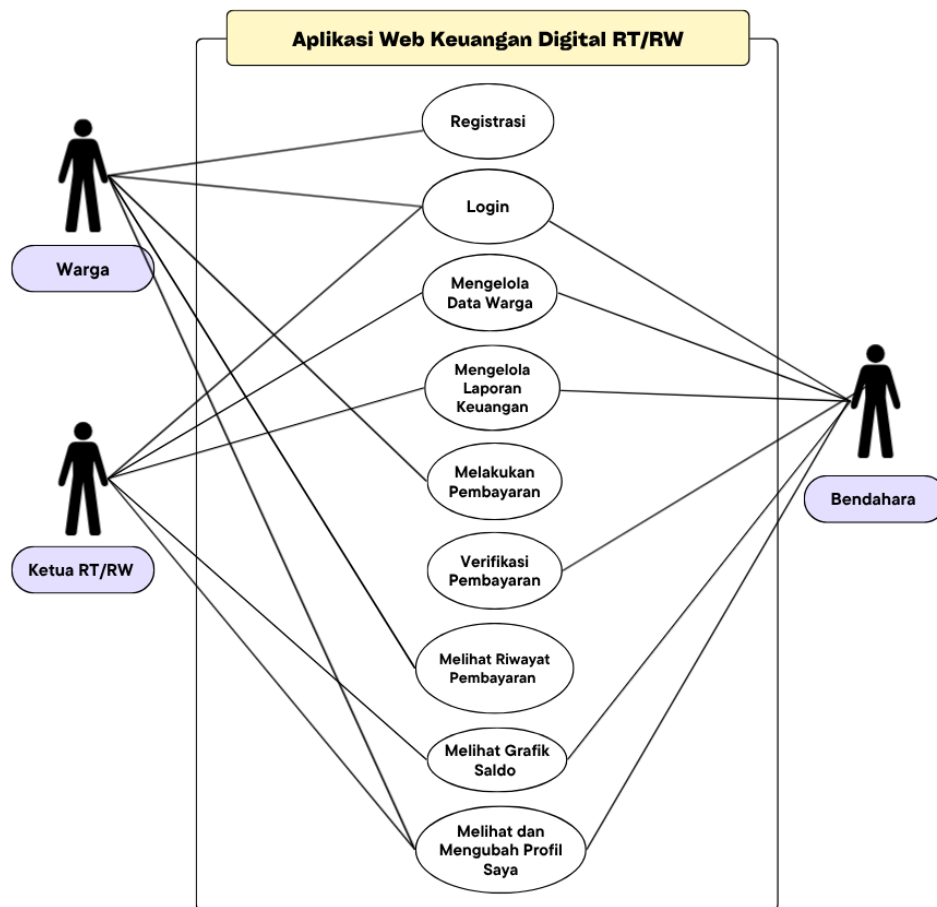 Aplikasi Web Keuangan Digital RT/RW
Registrasi
Login
Warga
Mengelola
Data Warga
Mengelola
Laporan
Keuangan
Melakukan
Pembayaran
Bendahara
Verifikasi
Pembayaran
Ketua RT/RW
Melihat Riwayat
Pembayaran
Melihat Grafik
Saldo
Melihat dan
Mengubah Profil
Saya